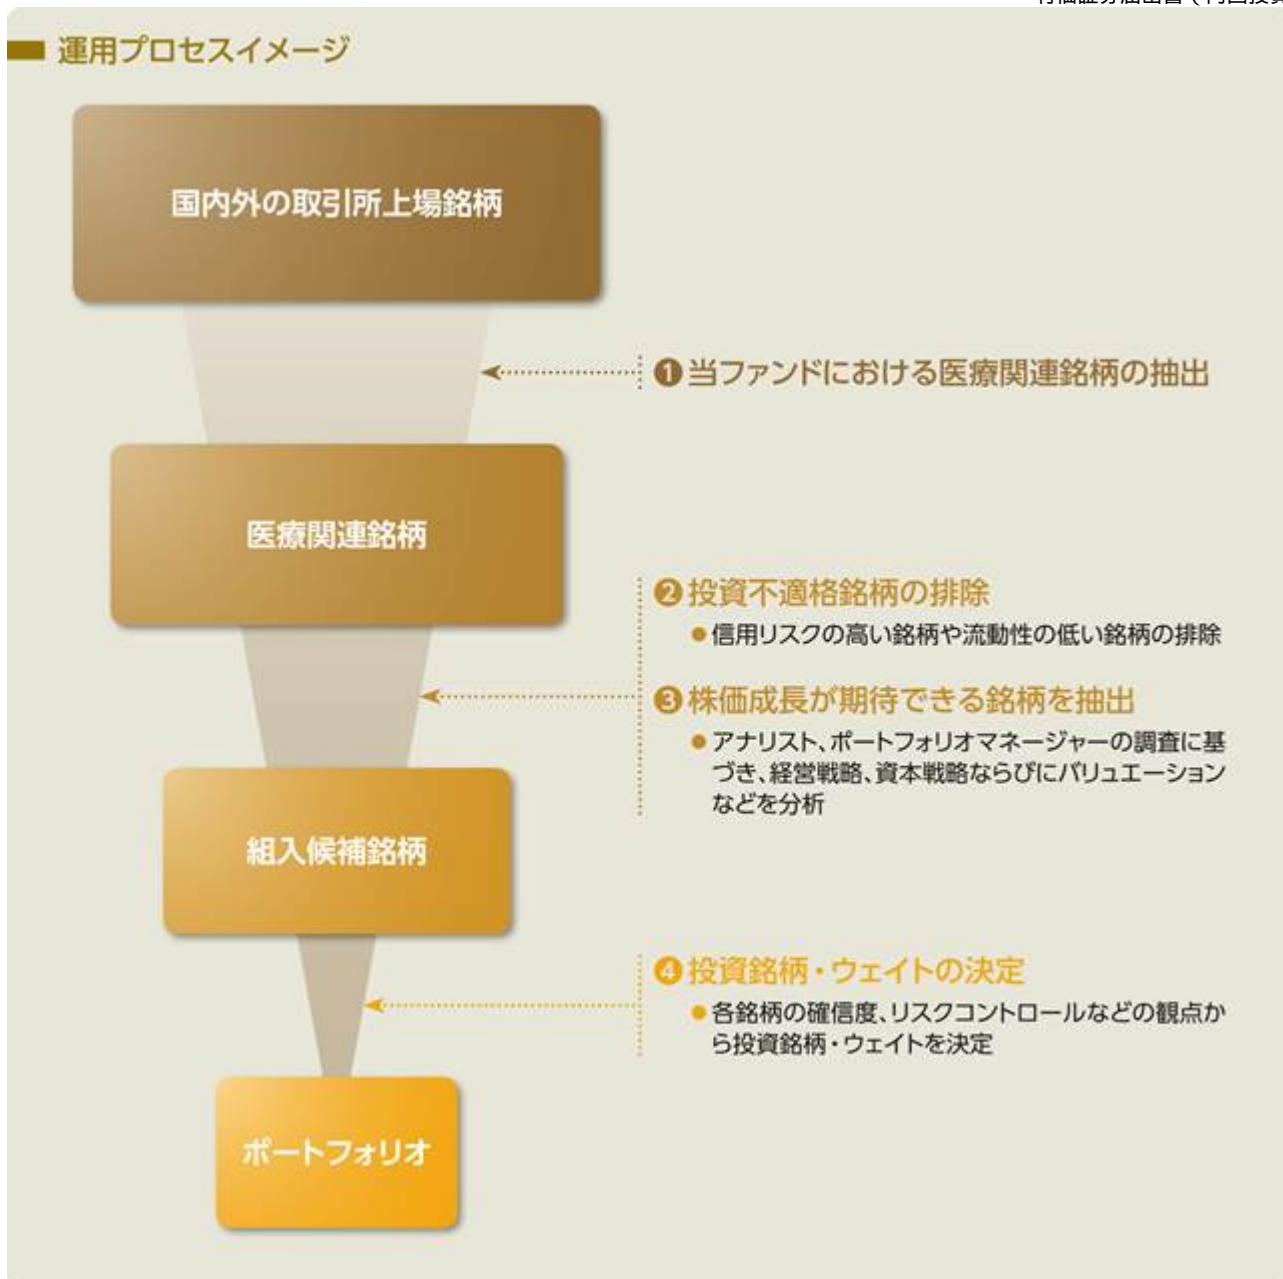 運用プロセスイメージ
国内外の取引所上場銘柄
❶当ファンドにおける医療関連銘柄の抽出
医療関連銘柄
❷投資不適格銘柄の排除
●信用リスクの高い銘柄や流動性の低い銘柄の排除
❸株価成長が期待できる銘柄を抽出
●アナリスト、ポートフォリオマネージャーの調査に基
づき、経営戦略、資本戦略ならびにバリュエーション
などを分析
組入候補銘柄
❹投資銘柄・ウェイトの決定
●各銘柄の確信度、リスクコントロールなどの観点か
ら投資銘柄・ウェイトを決定
ポートフォリオ